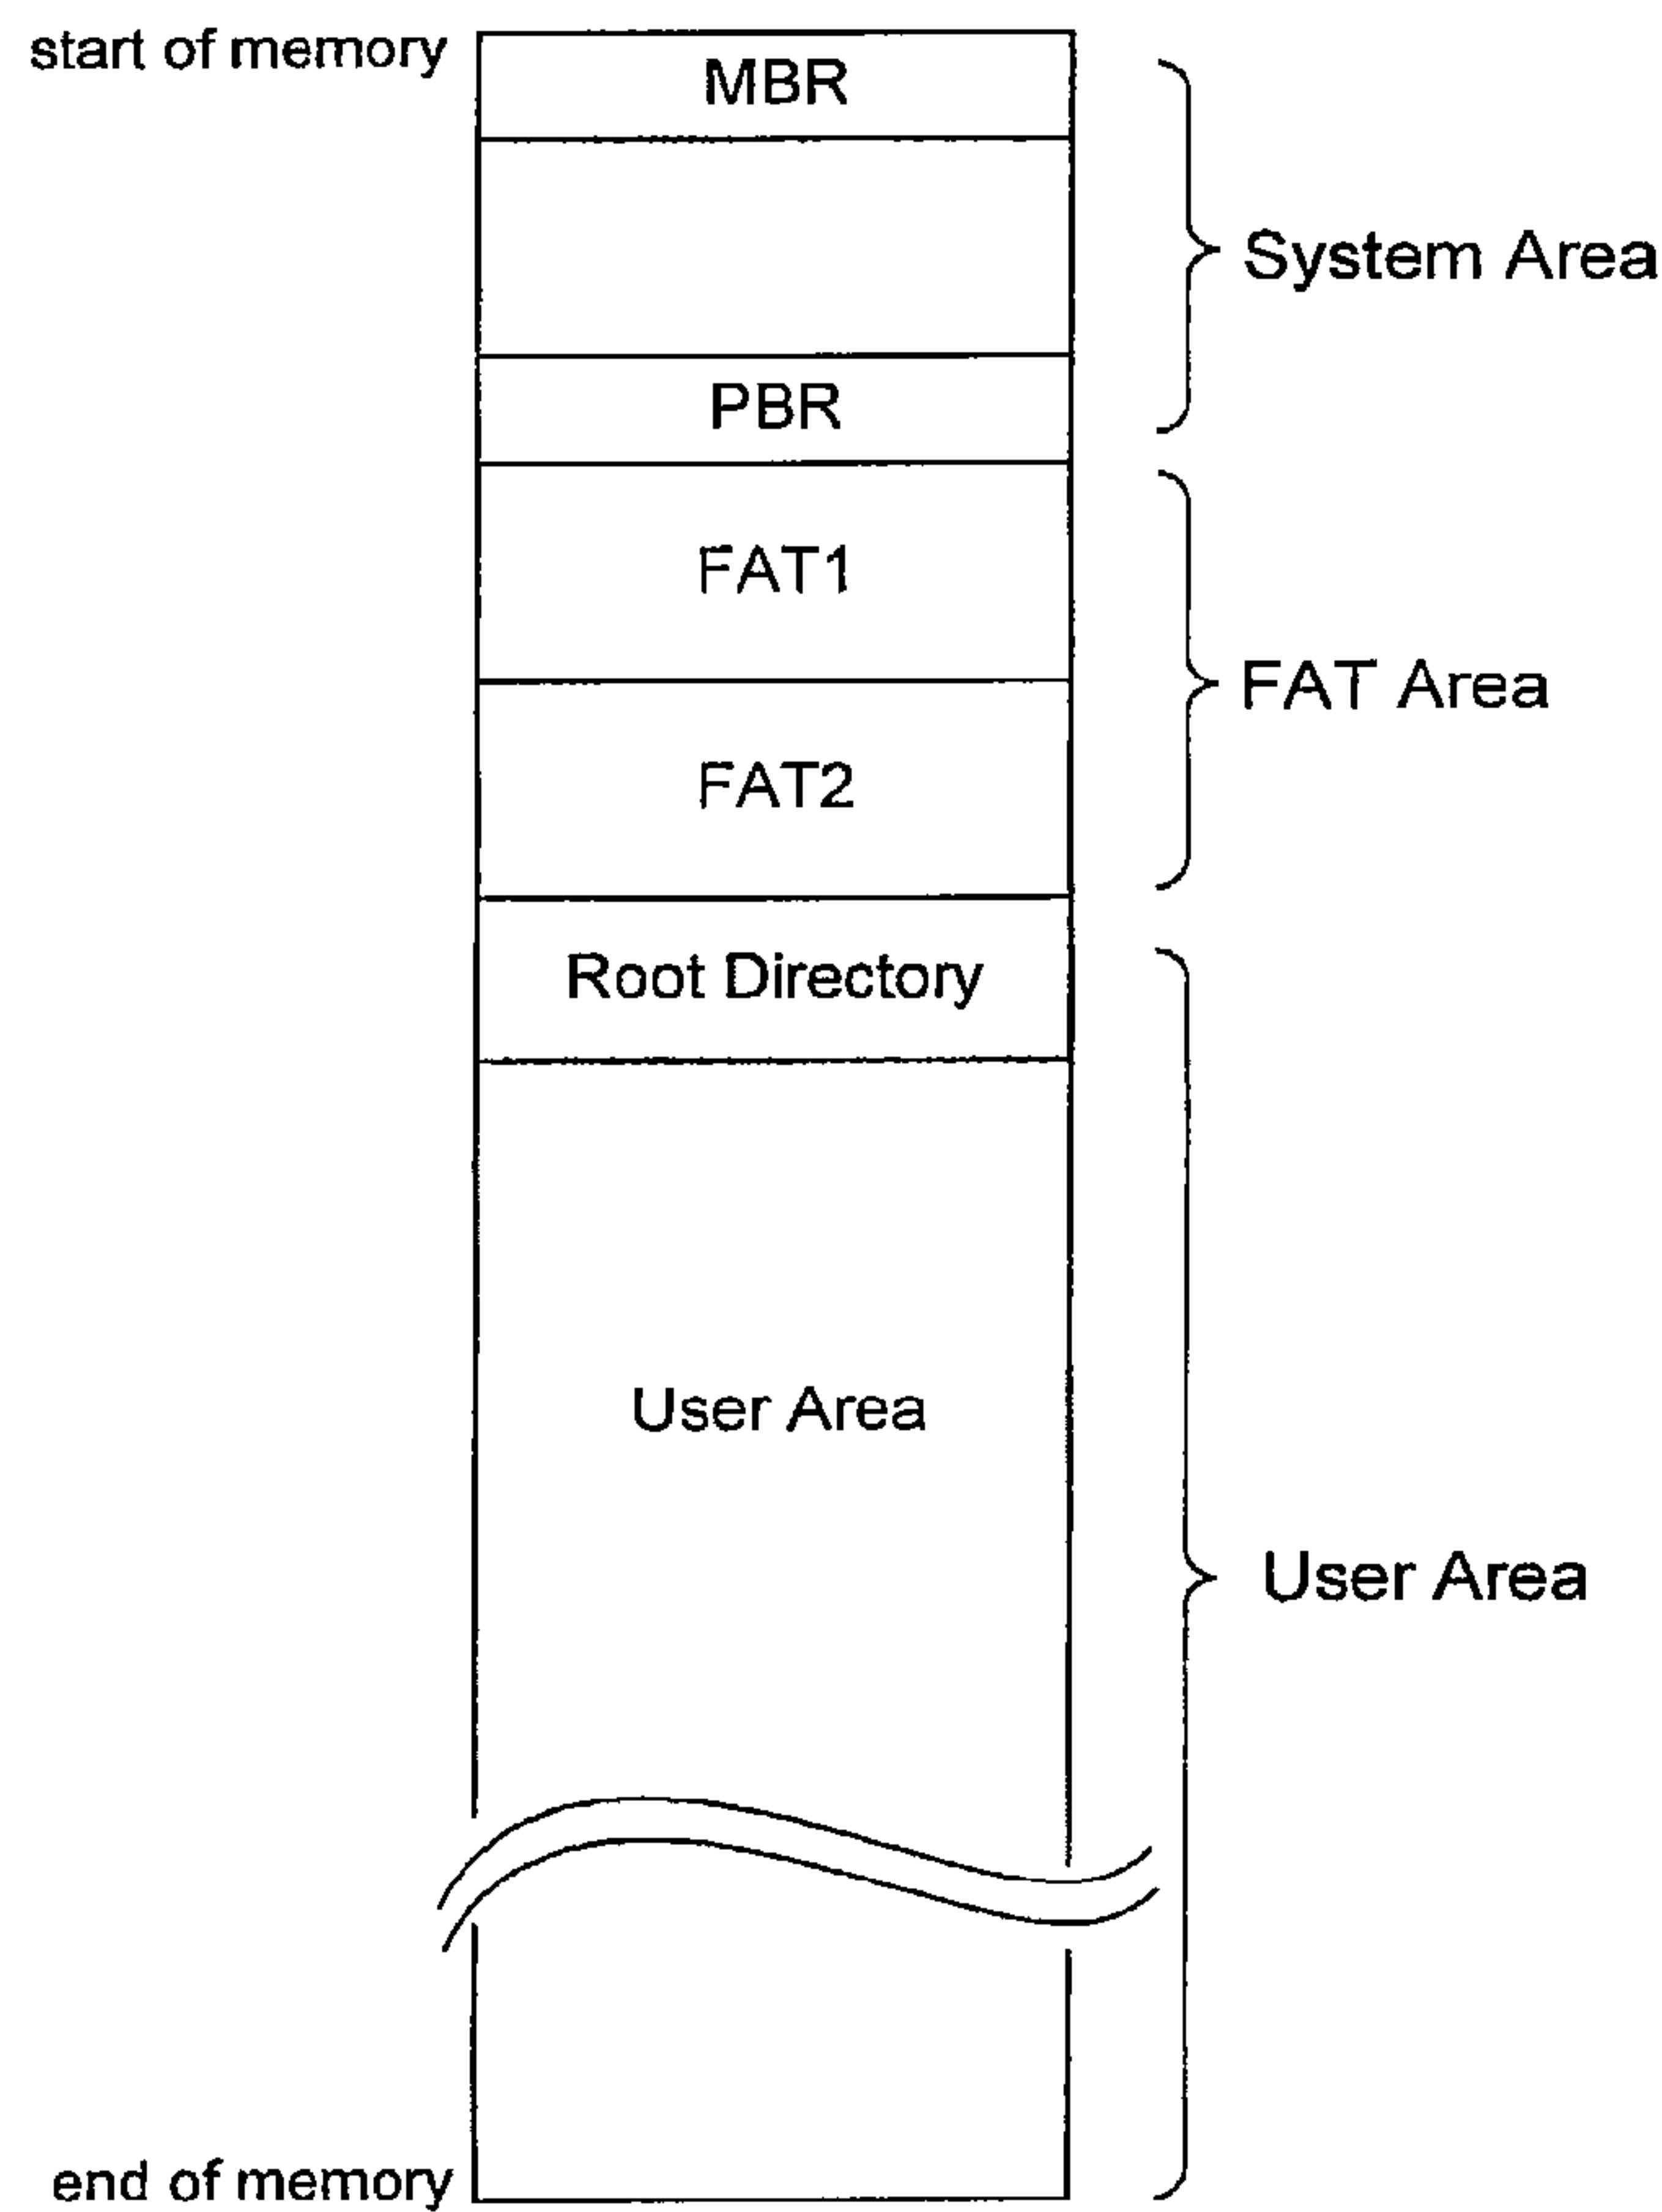 start of memory
MBR
System Area
PBR
FAT1
FAT Area
FAT2
Root Directory
User Area
User Area
end of memory